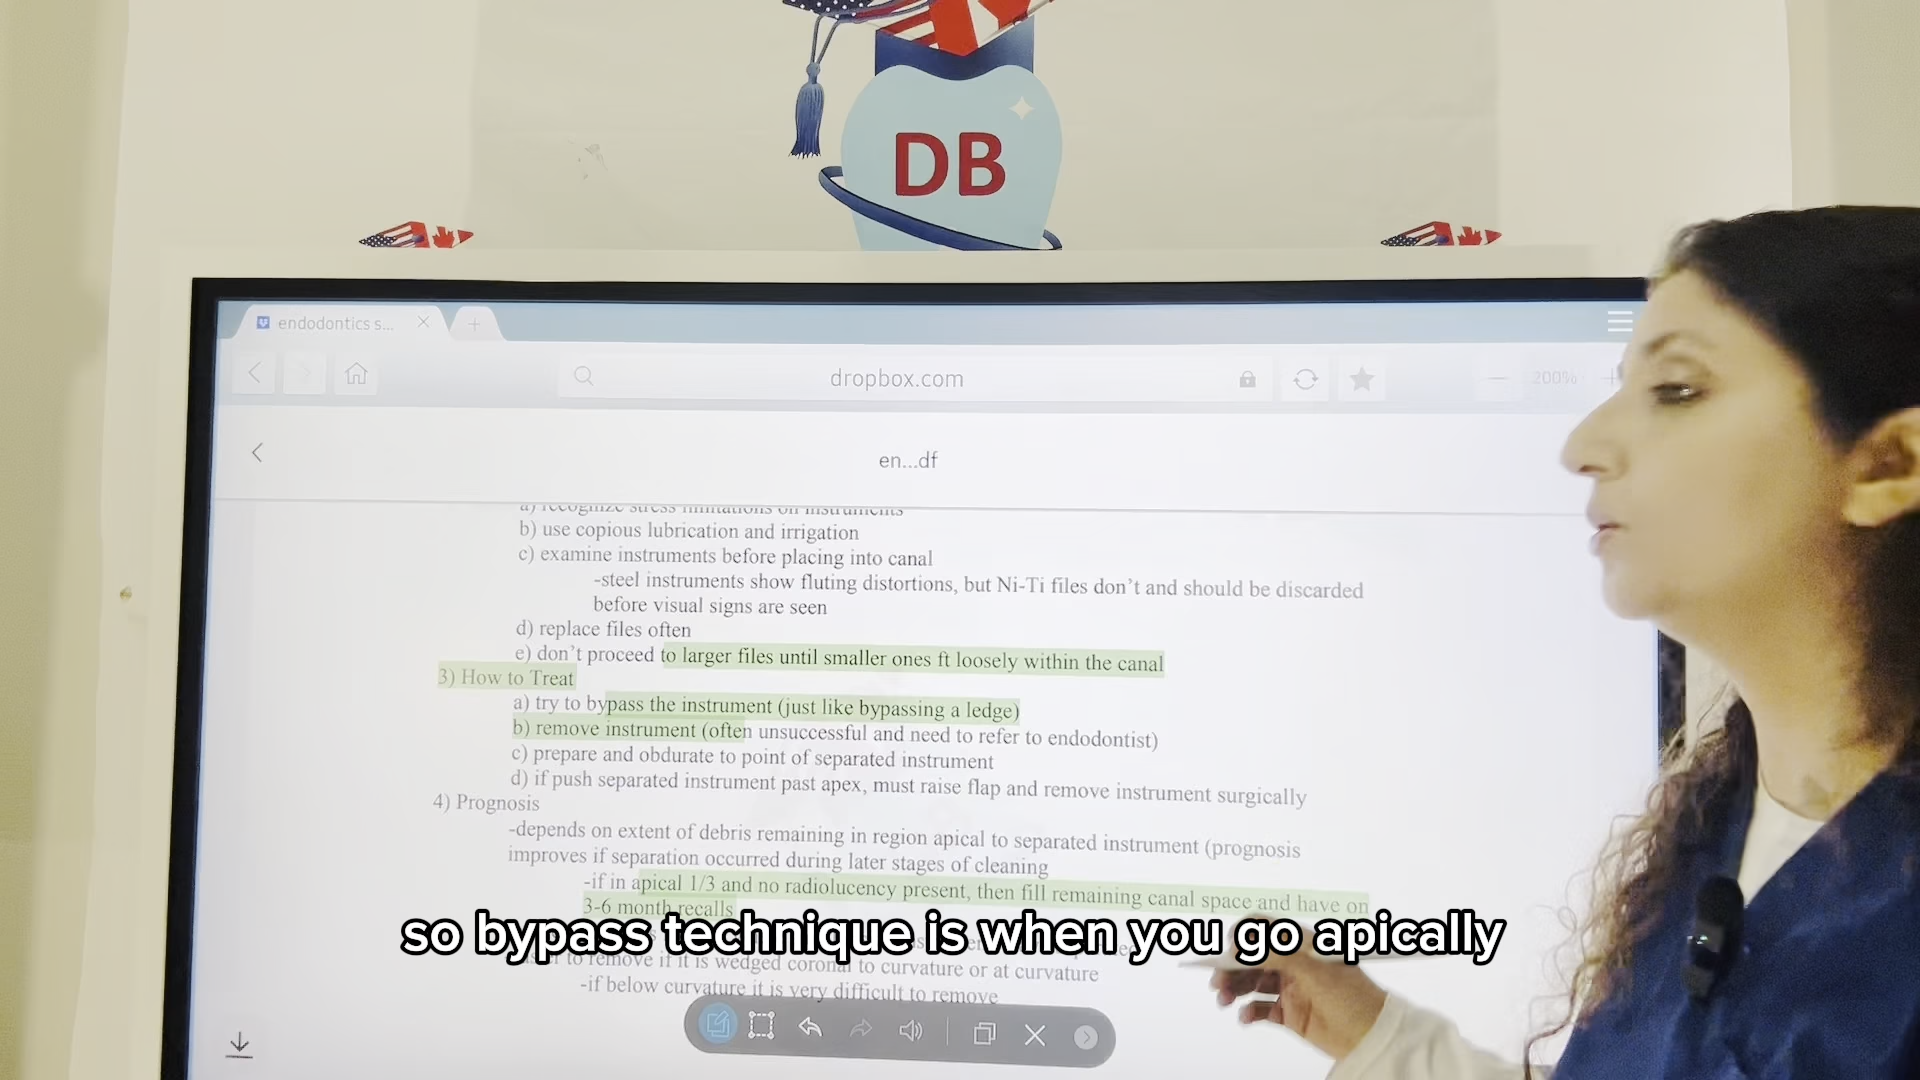 DB
endodontics s...
dropbox.com
200%
en...df
a) recognize stress limitations on instruments
b) use copious lubrication and irrigation
c) examine instruments before placing into canal
-steel instruments show fluting distortions, but Ni-Ti files don't and should be discarded
before visual signs are seen
d) replace files often
e) don't proceed to larger files until smaller ones ft loosely within the canal
3) How to Treat
a) try to bypass the instrument (just like bypassing a ledge)
b) remove instrument (often unsuccessful and need to refer to endodontist)
c) prepare and obdurate to point of separated instrument
d) if push separated instrument past apex, must raise flap and remove instrument surgically
4) Prognosis
-depends on extent of debris remaining in region apical to separated instrument (prognosis
improves if separation occurred during later stages of cleaning
-if in apical 1/3 and no radiolucency present, then fill remaining canal space and have on
3-6 month recalls
so bypass technique is when you go apically
to remove if it is wedged coronal to curvature or at curvature
-if below curvature it is very difficult to remove